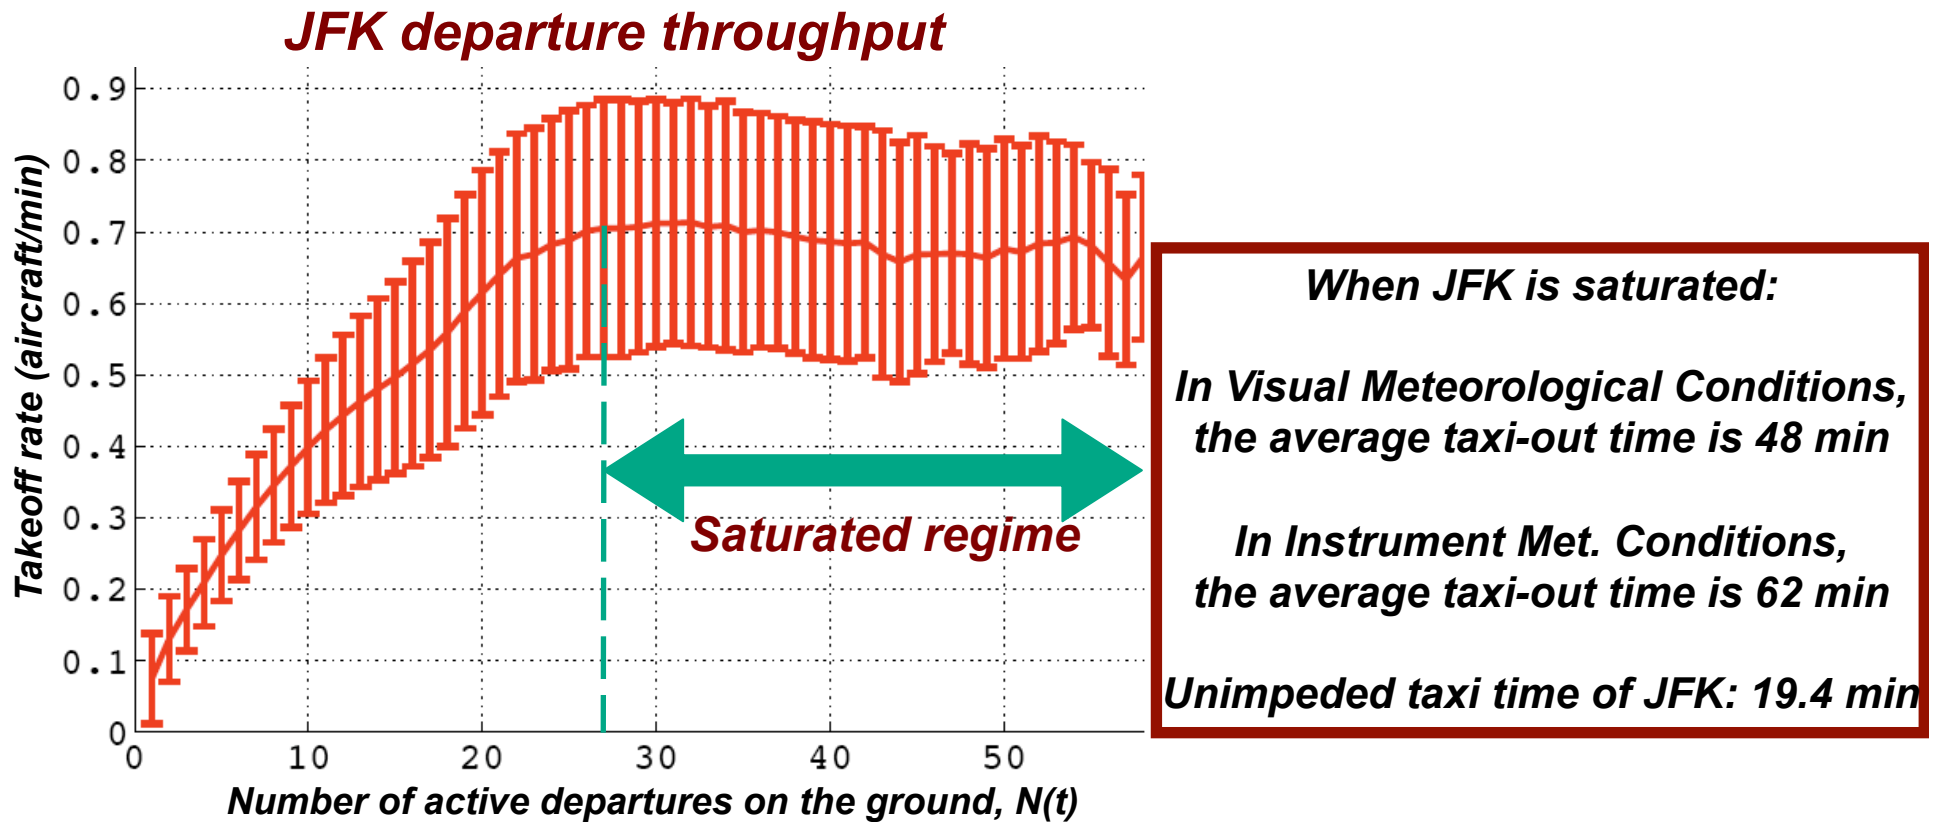 JFK departure throughput
Takeoff rate (aircraft/min)
0.9
0.8
0.7
0.6
0.5
0.4
0.3
0.2
0.1
0
0 10 20 30 40 50
Number of active departures on the ground, N(t)
Saturated regime
When JFK is saturated:
In Visual Meteorological Conditions,
the average taxi-out time is 48 min
In Instrument Met. Conditions,
the average taxi-out time is 62 min
Unimpeded taxi time of JFK: 19.4 min